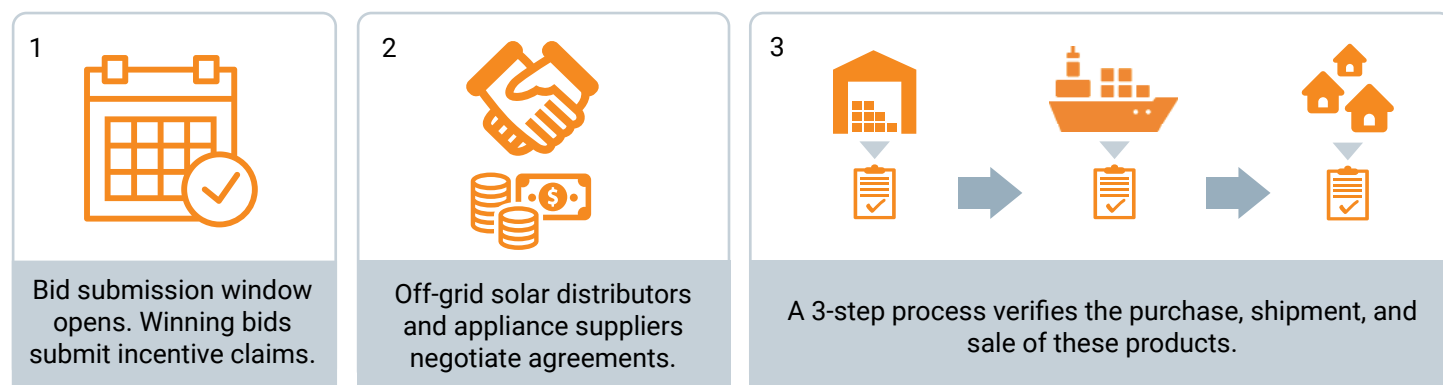 1
Bid submission window
opens. Winning bids
submit incentive claims.
2
$
Off-grid solar distributors
and appliance suppliers
negotiate agreements.
3
A 3-step process verifies the purchase, shipment, and
sale of these products.